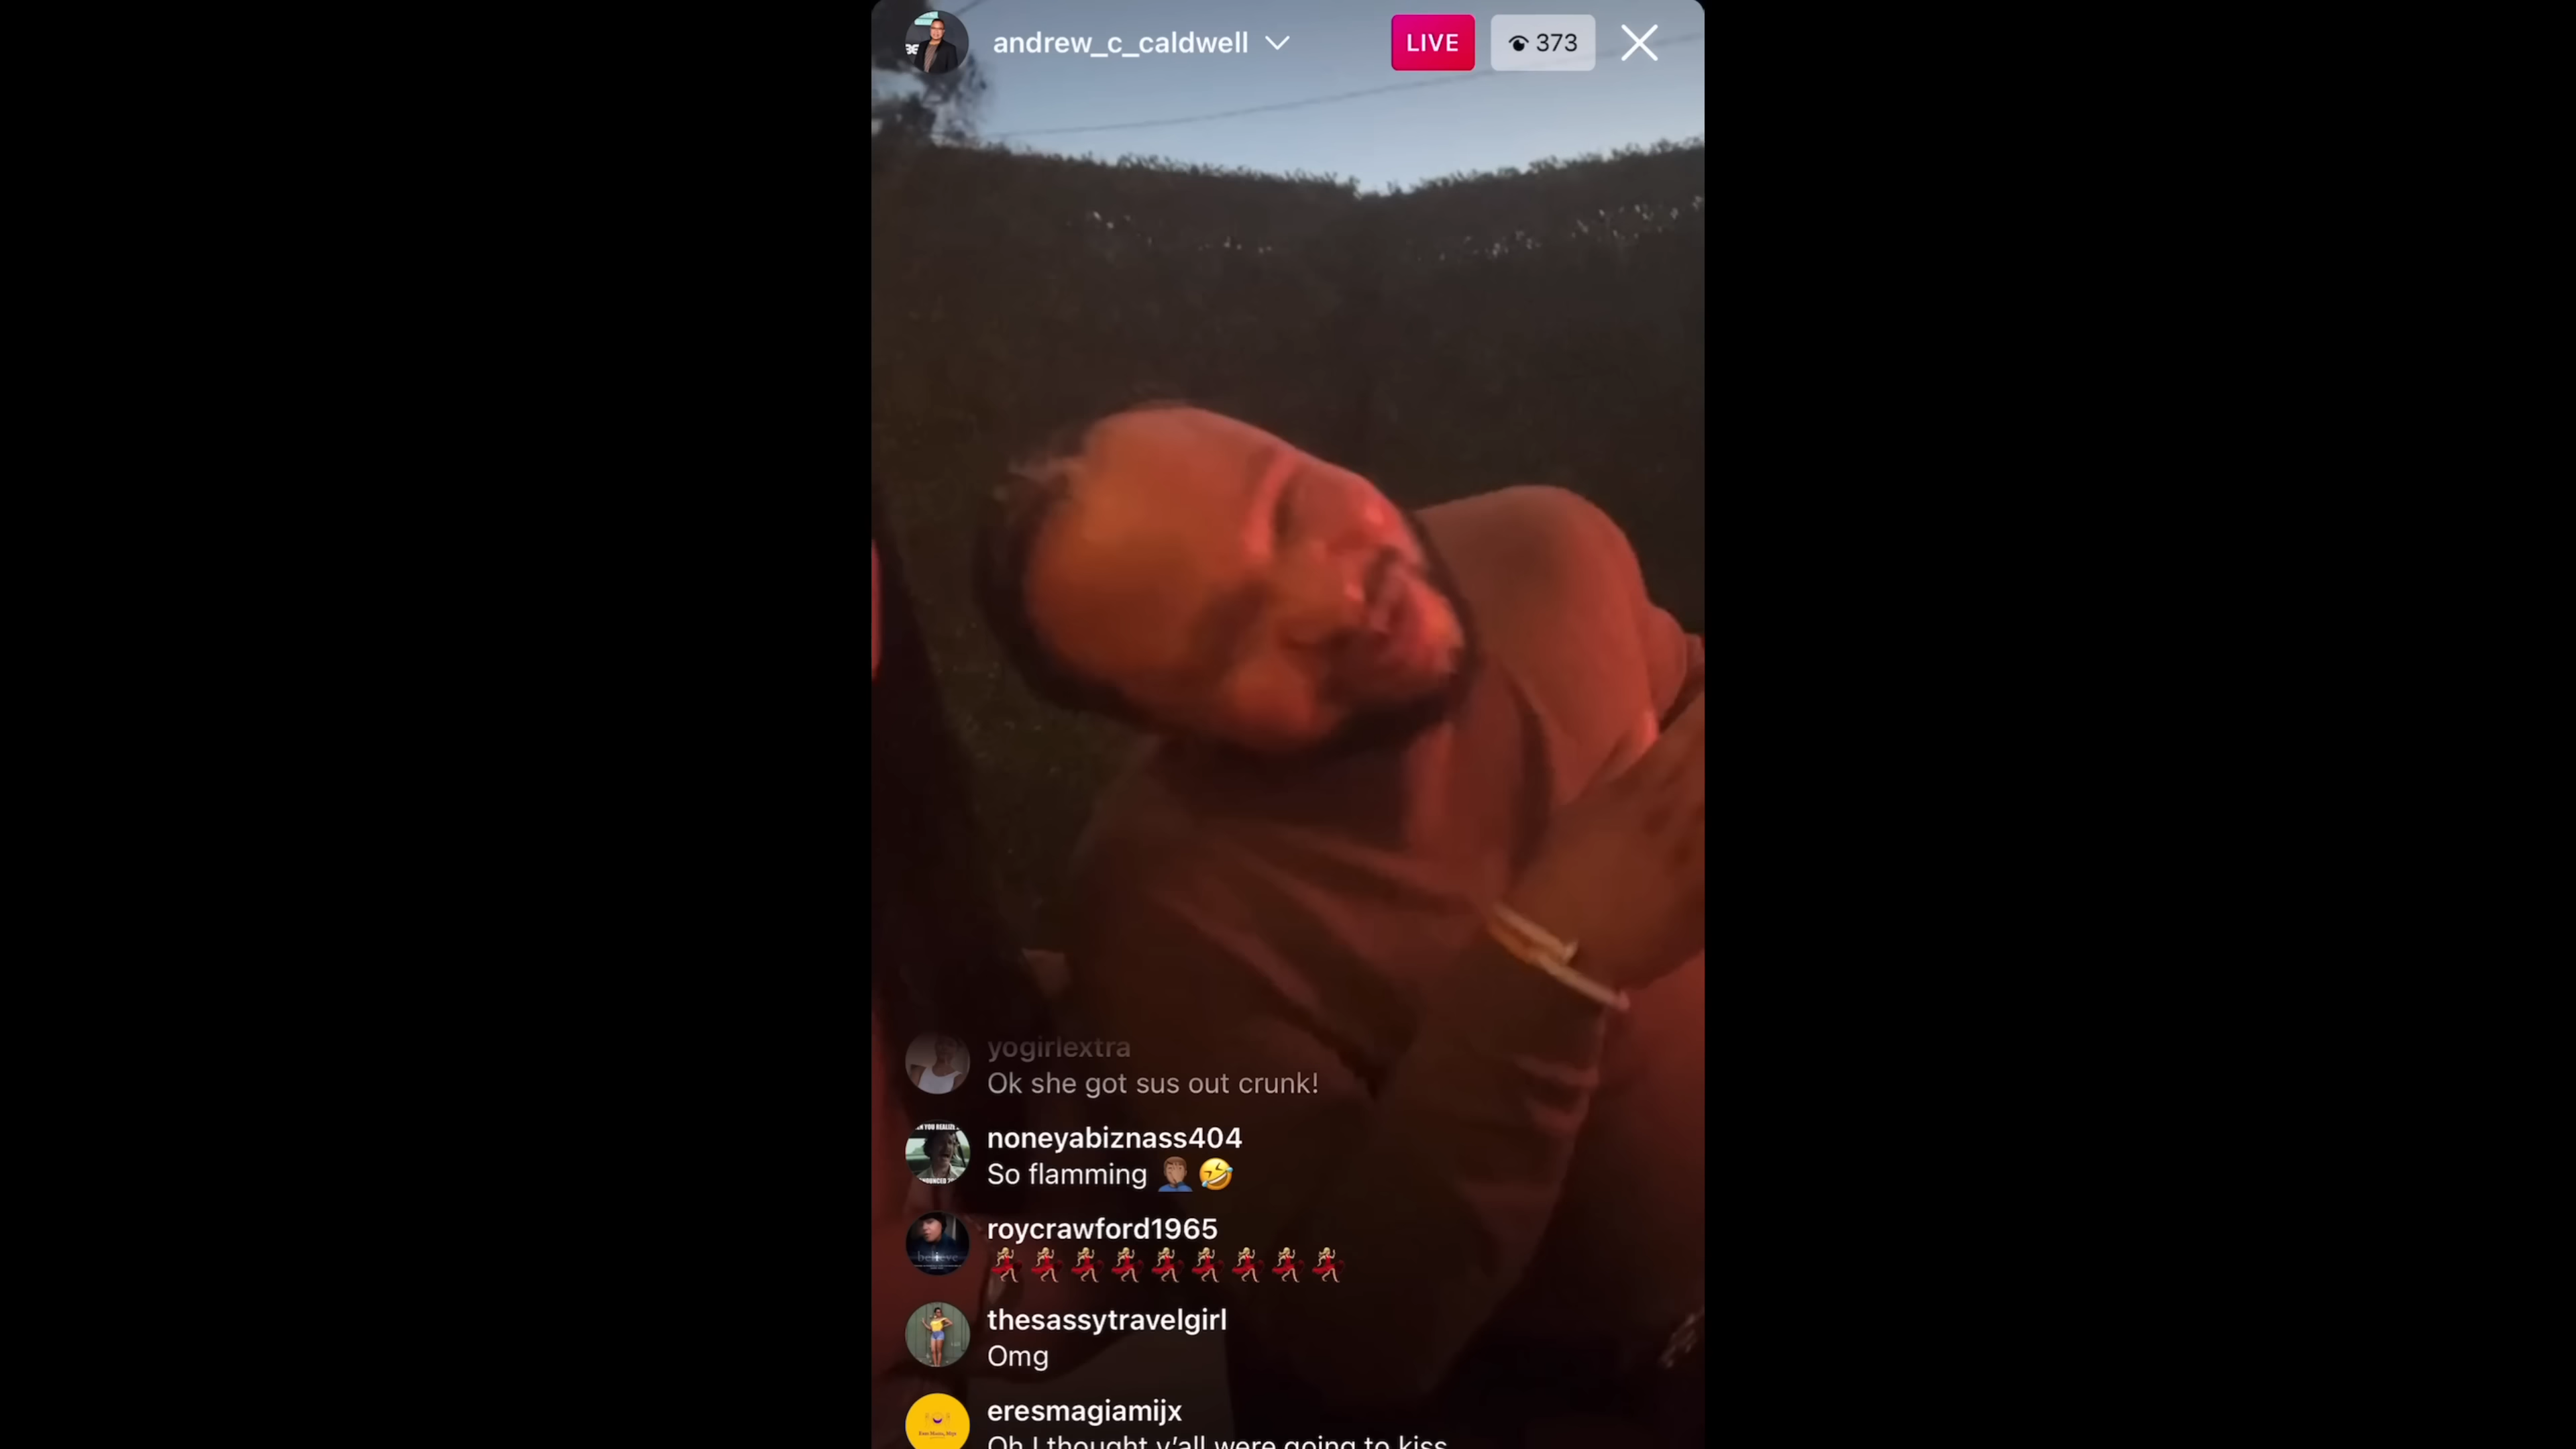 andrew_c_caldwell
LIVE
373
yogirlextra
Ok she got sus out crunk!
noneyabiznass404
So flamming 🤦🏽‍♂️🤣
roycrawford1965
💃🏼💃🏼💃🏼💃🏼💃🏼💃🏼💃🏼💃🏼💃🏼
believe
thesassytravelgirl
Omg
eresmagiamijx
Oh I thought y'all were going to kiss